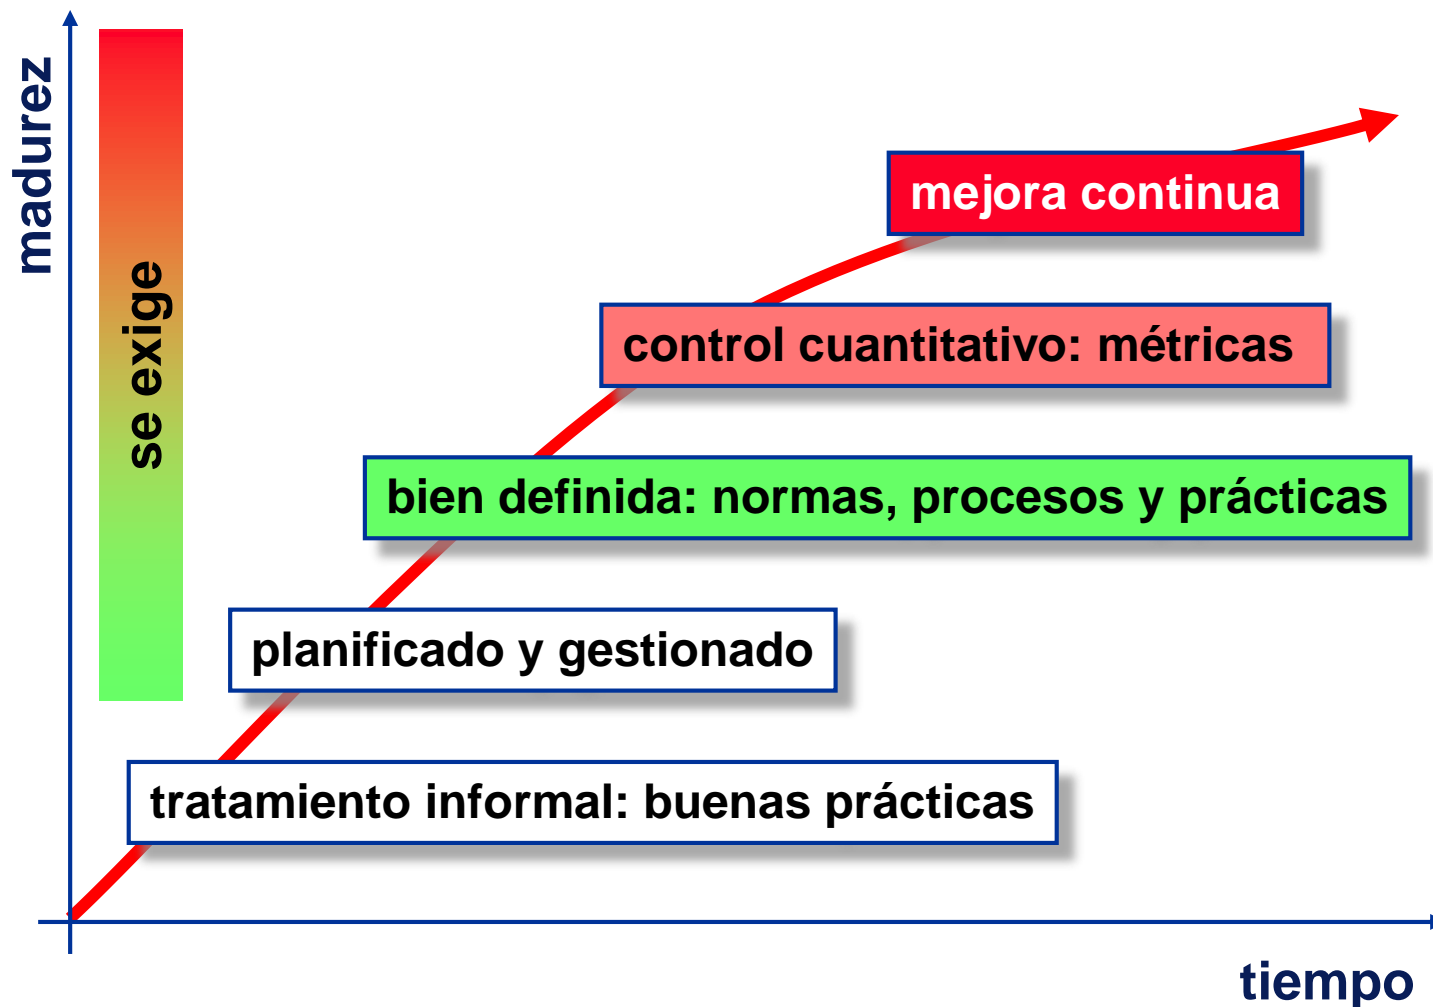 madurez
se exige
mejora continua
control cuantitativo: métricas
bien definida: normas, procesos y prácticas
planificado y gestionado
tratamiento informal: buenas prácticas
tiempo